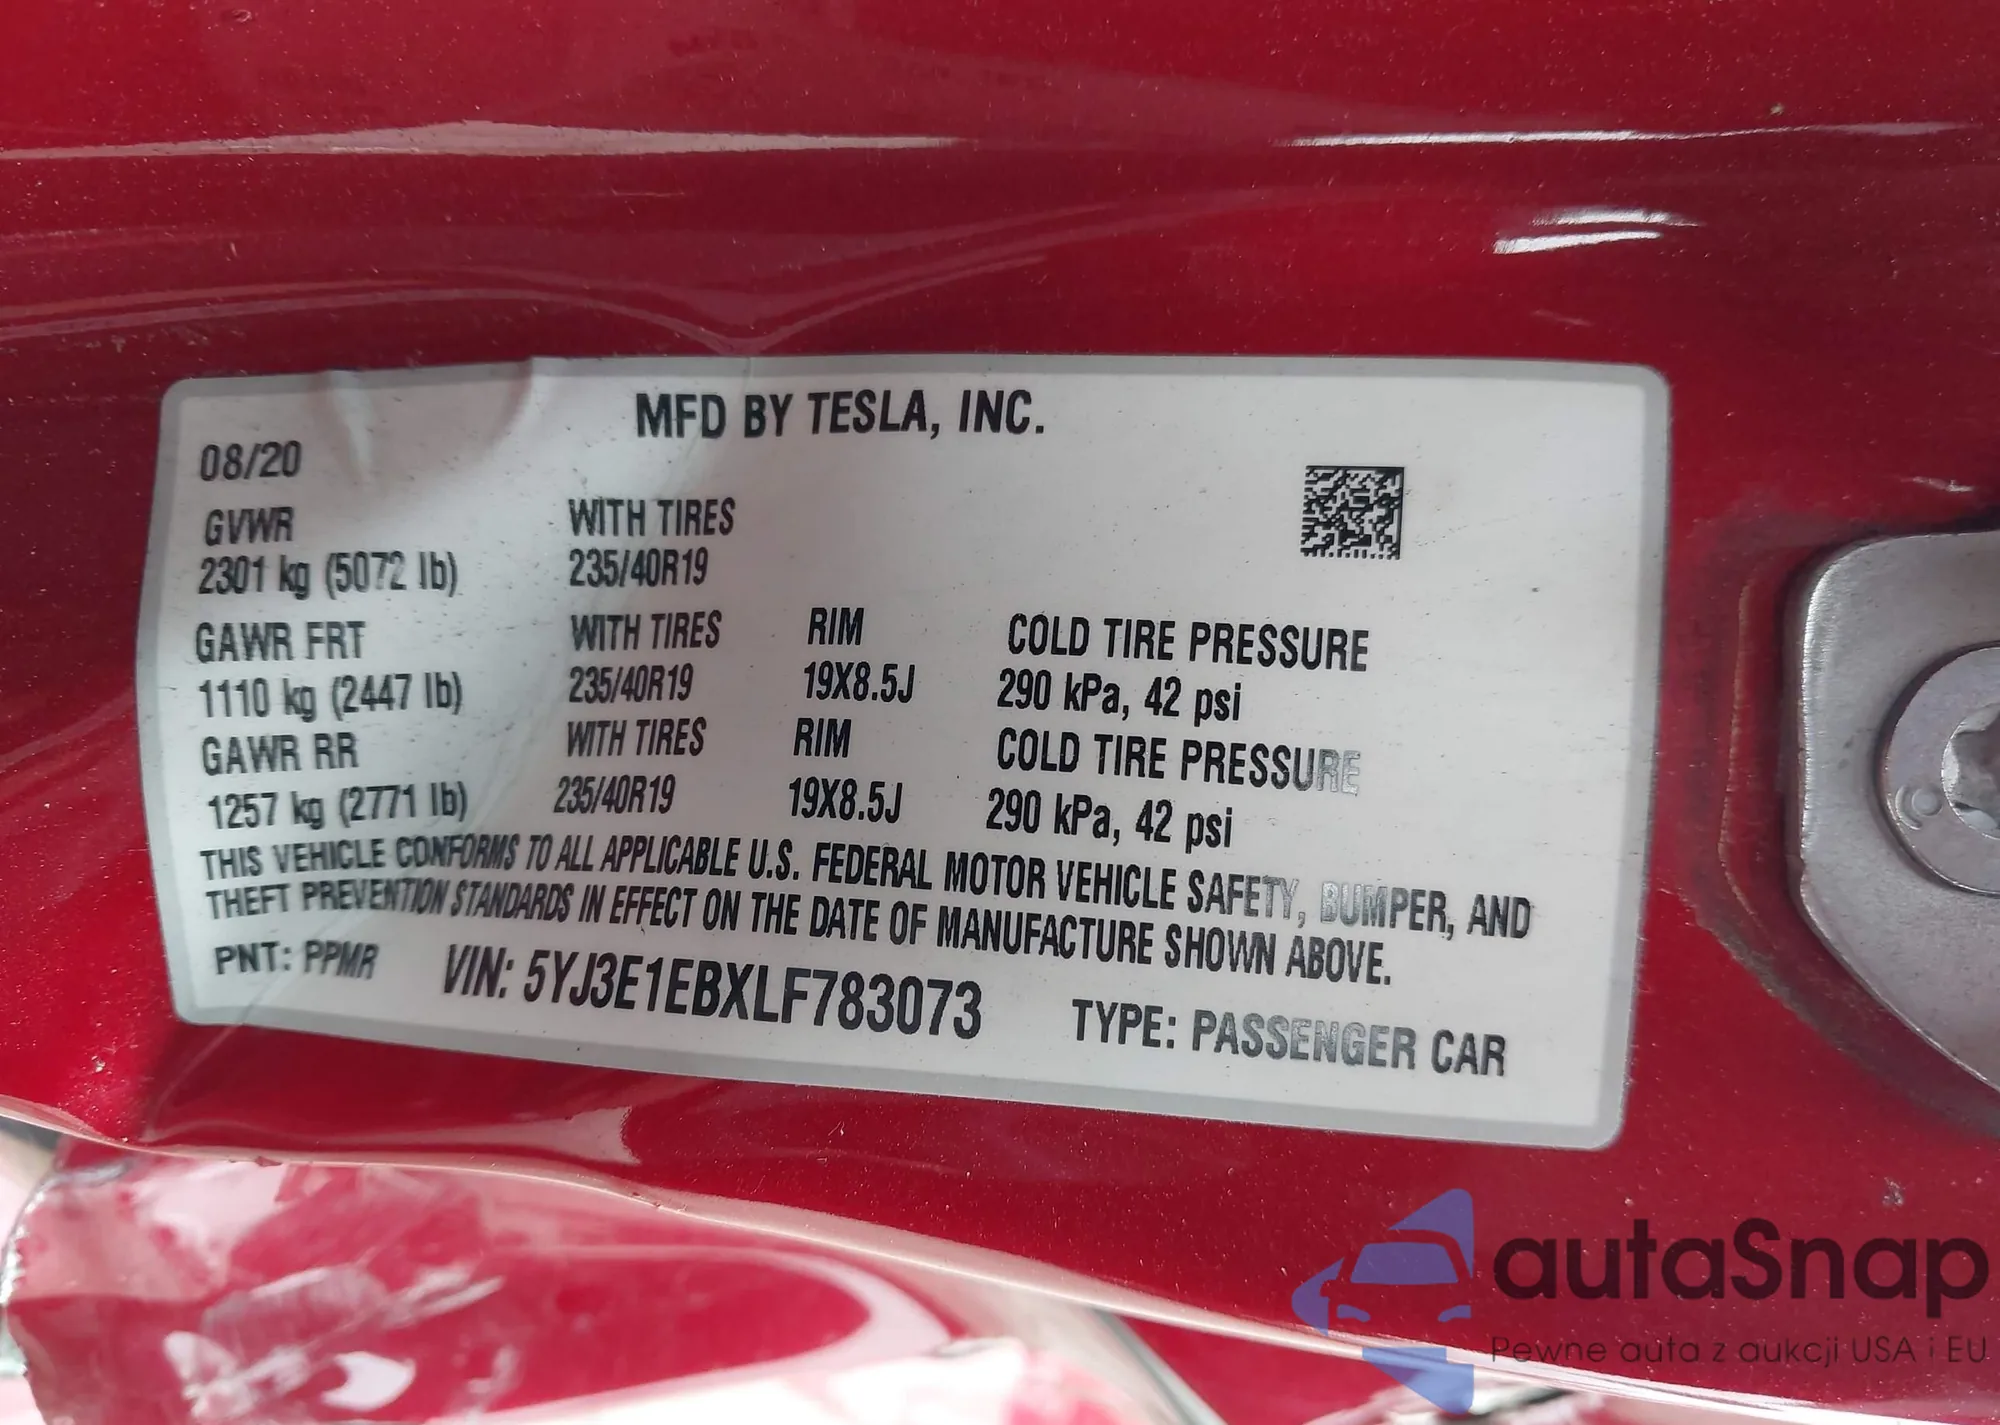 MFD BY TESLA, INC.
08/20
GVWR WITH TIRES
2301 kg (5072 lb) 235/40R19
GAWR FRT WITH TIRES RIM COLD TIRE PRESSURE
1110 kg (2447 lb) 235/40R19 19X8.5J 290 kPa, 42 psi
GAWR RR WITH TIRES RIM COLD TIRE PRESSURE
1257 kg (2771 lb) 235/40R19 19X8.5J 290 kPa, 42 psi
THIS VEHICLE CONFORMS TO ALL APPLICABLE U.S. FEDERAL MOTOR VEHICLE SAFETY, BUMPER, AND
THEFT PREVENTION STANDARDS IN EFFECT ON THE DATE OF MANUFACTURE SHOWN ABOVE.
PNT: PPMR VIN: 5YJ3E1EBXLF783073 TYPE: PASSENGER CAR
autaSnap
Pewne auta z aukcji USA i EU